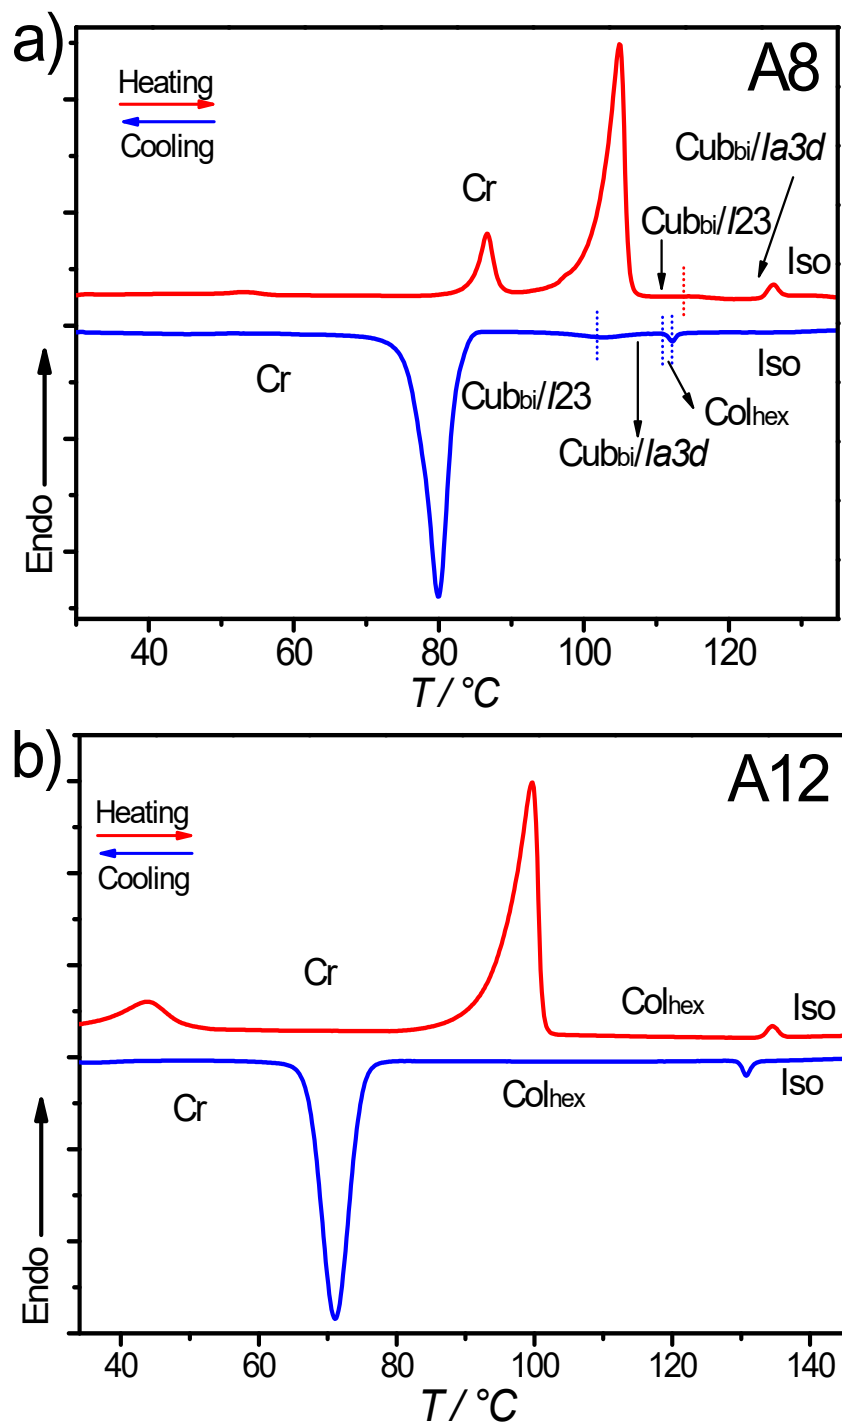 a)
A8
Heating
Cooling
Cubbi/Ia3d
Cr
Cubbi/I23
Iso
Cr
Cubbi/I23
Iso
Colhex
Cubbi/Ia3d
Endo
40 60 80 100 120
T / °C
b)
A12
Heating
Cooling
Cr
Colhex
Iso
Cr
Colhex
Iso
Endo
40 60 80 100 120 140
T / °C